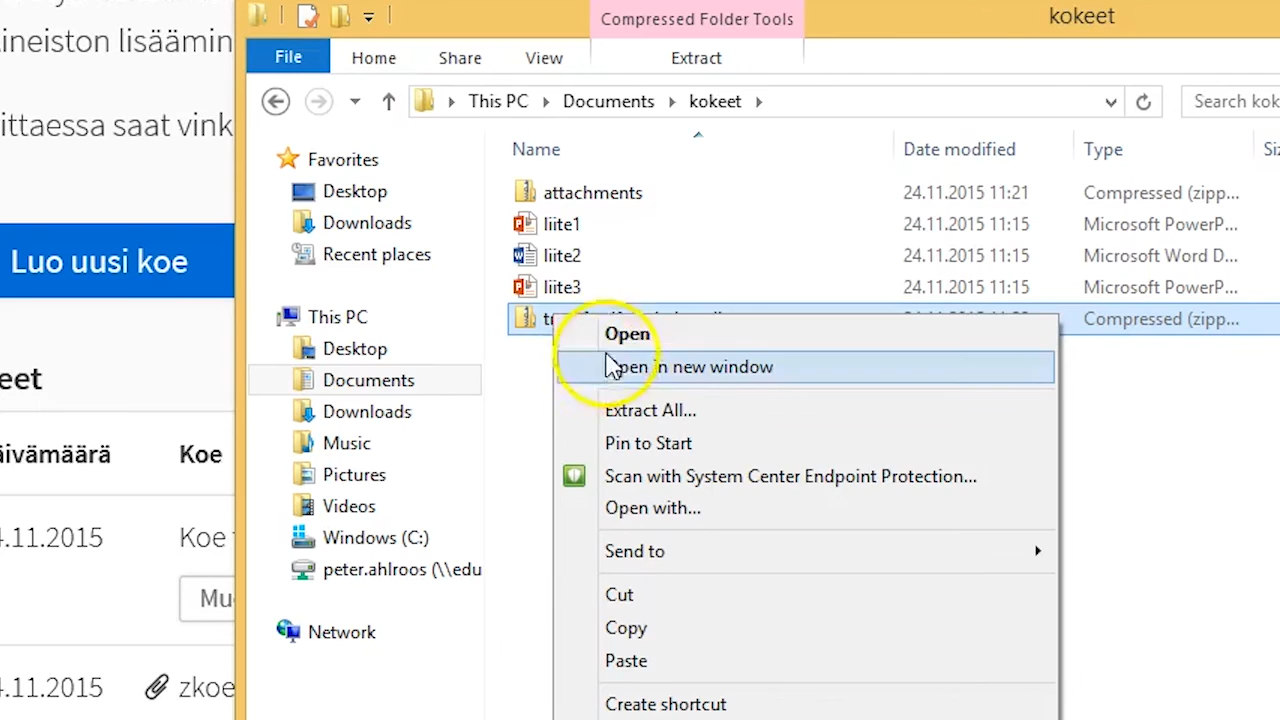 ineiston lisäämin
ittaessa saat vink
Luo uusi koe
eet
äivämäärä Koe
.11.2015 Koe
Mu
.11.2015 zkoe
Compressed Folder Tools
kokeet
File Home Share View Extract
This PC Documents kokeet
Search kok
Name Date modified Type Siz
Favorites
Desktop
Downloads
Recent places
This PC
Desktop
Documents
Downloads
Music
Pictures
Videos
Windows (C:)
peter.ahlroos (\\edu
Network
attachments 24.11.2015 11:21 Compressed (zipp...
liite1 24.11.2015 11:15 Microsoft PowerP...
liite2 24.11.2015 11:15 Microsoft Word D...
liite3 24.11.2015 11:15 Microsoft PowerP...
Compressed (zipp...
Open
Open in new window
Extract All...
Pin to Start
Scan with System Center Endpoint Protection...
Open with...
Send to
Cut
Copy
Paste
Create shortcut